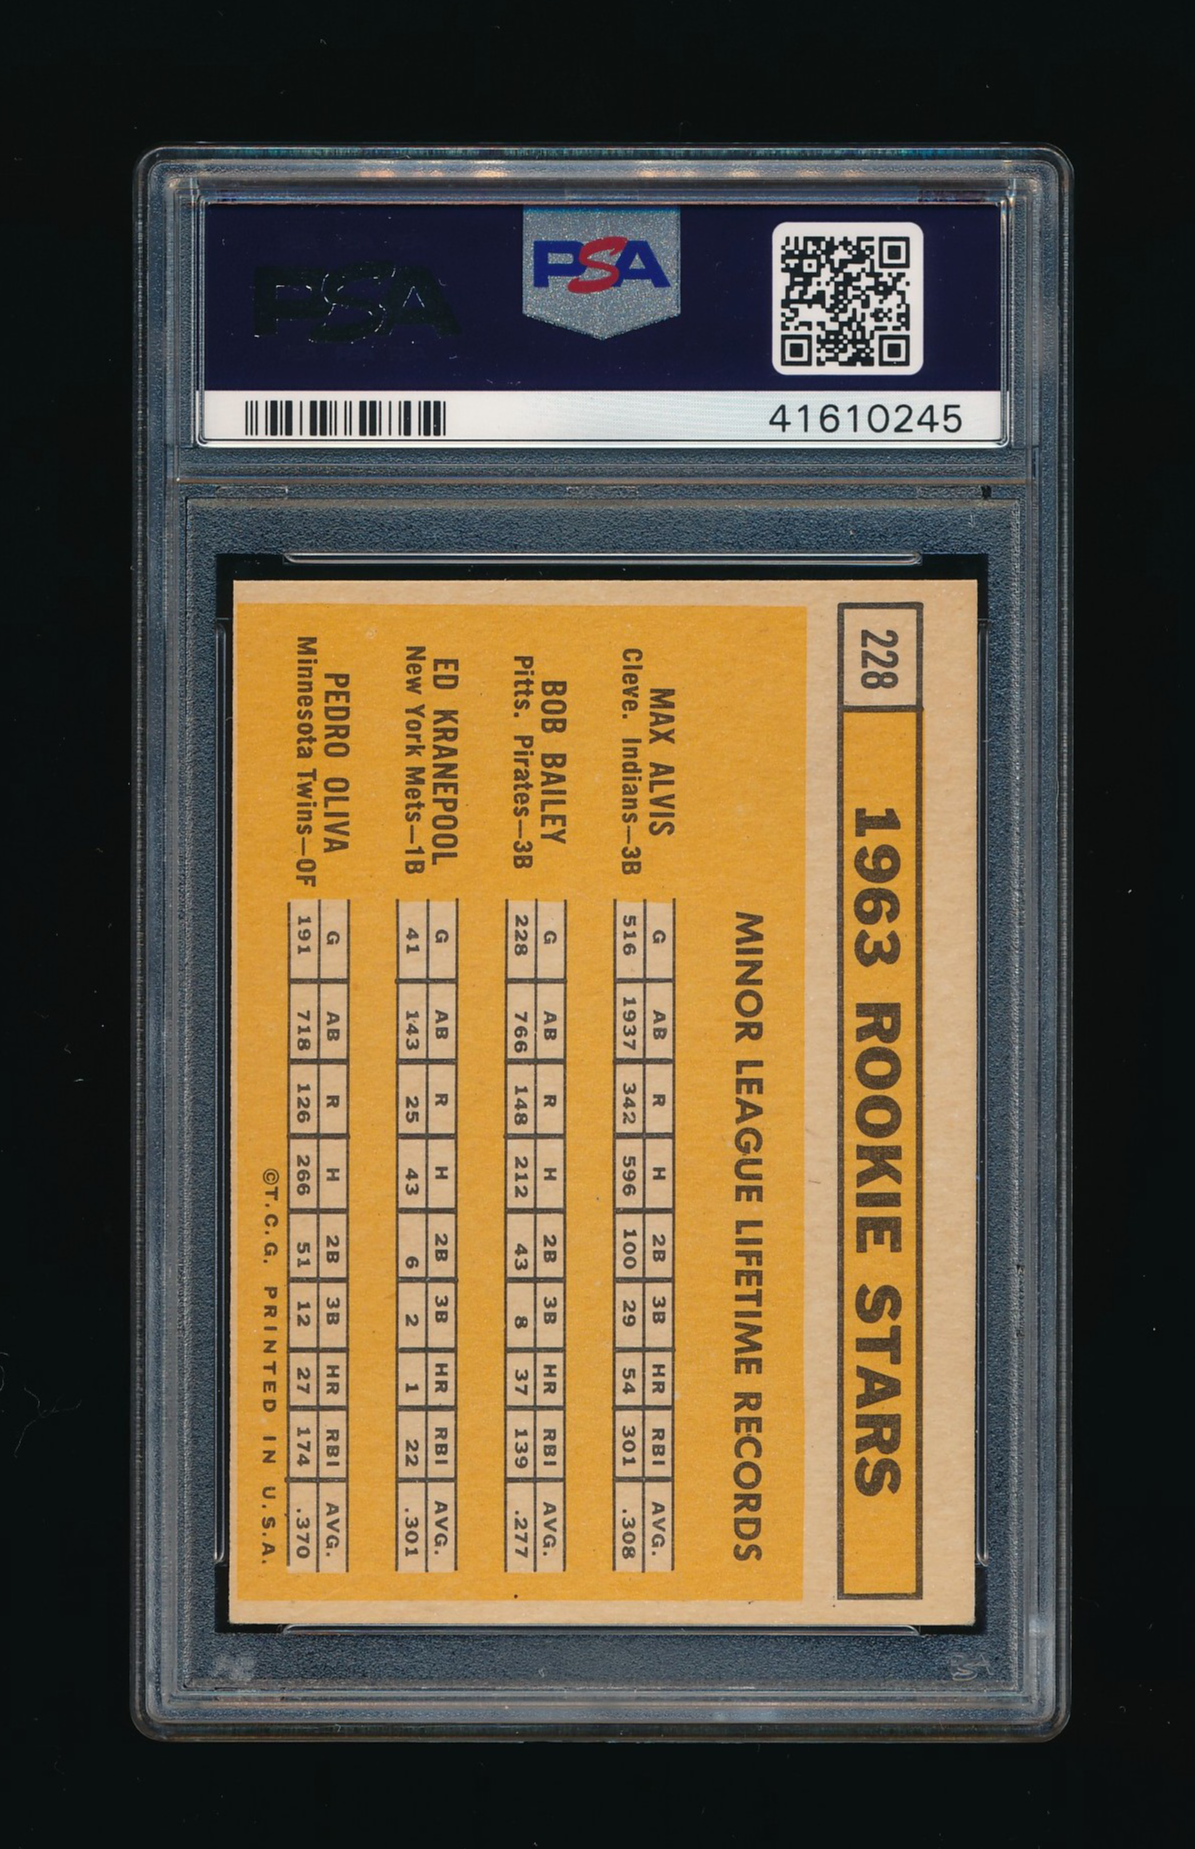 PSA
PSA
41610245
228
1963 ROOKIE STARS
MINOR LEAGUE LIFETIME RECORDS
MAX ALVIS
Cleve. Indians—3B
G AB R H 2B 3B HR RBI AVG.
516 1937 342 596 100 29 54 301 .308
BOB BAILEY
Pitts. Pirates—3B
G AB R H 2B 3B HR RBI AVG.
228 766 148 212 43 8 37 139 .277
ED KRANEPOOL
New York Mets—1B
G AB R H 2B 3B HR RBI AVG.
41 143 25 43 6 2 1 22 .301
PEDRO OLIVA
Minnesota Twins—OF
G AB R H 2B 3B HR RBI AVG.
191 718 126 266 51 12 27 174 .370
©T.C.G. PRINTED IN U.S.A.
PSA